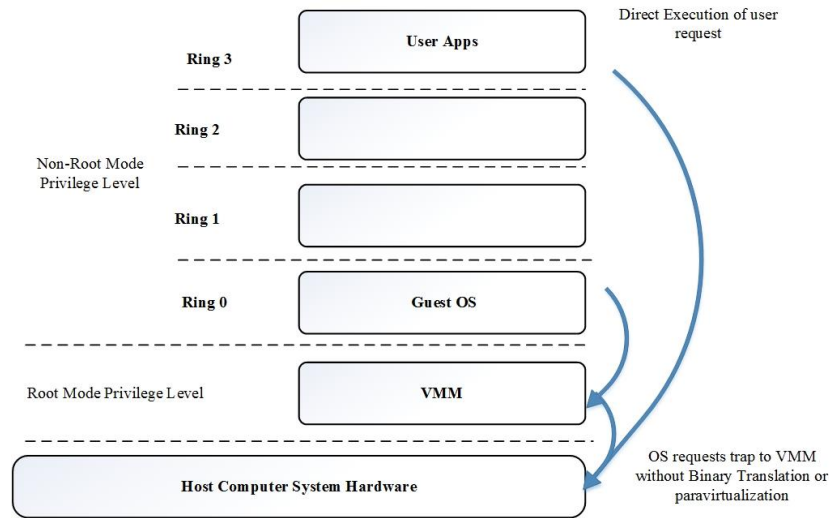 Direct Execution of user
request
User Apps
Ring 3
Ring 2
Non-Root Mode
Privilege Level
Ring 1
Ring 0
Guest OS
Root Mode Privilege Level
VMM
OS requests trap to VMM
without Binary Translation or
paravirtualization
Host Computer System Hardware